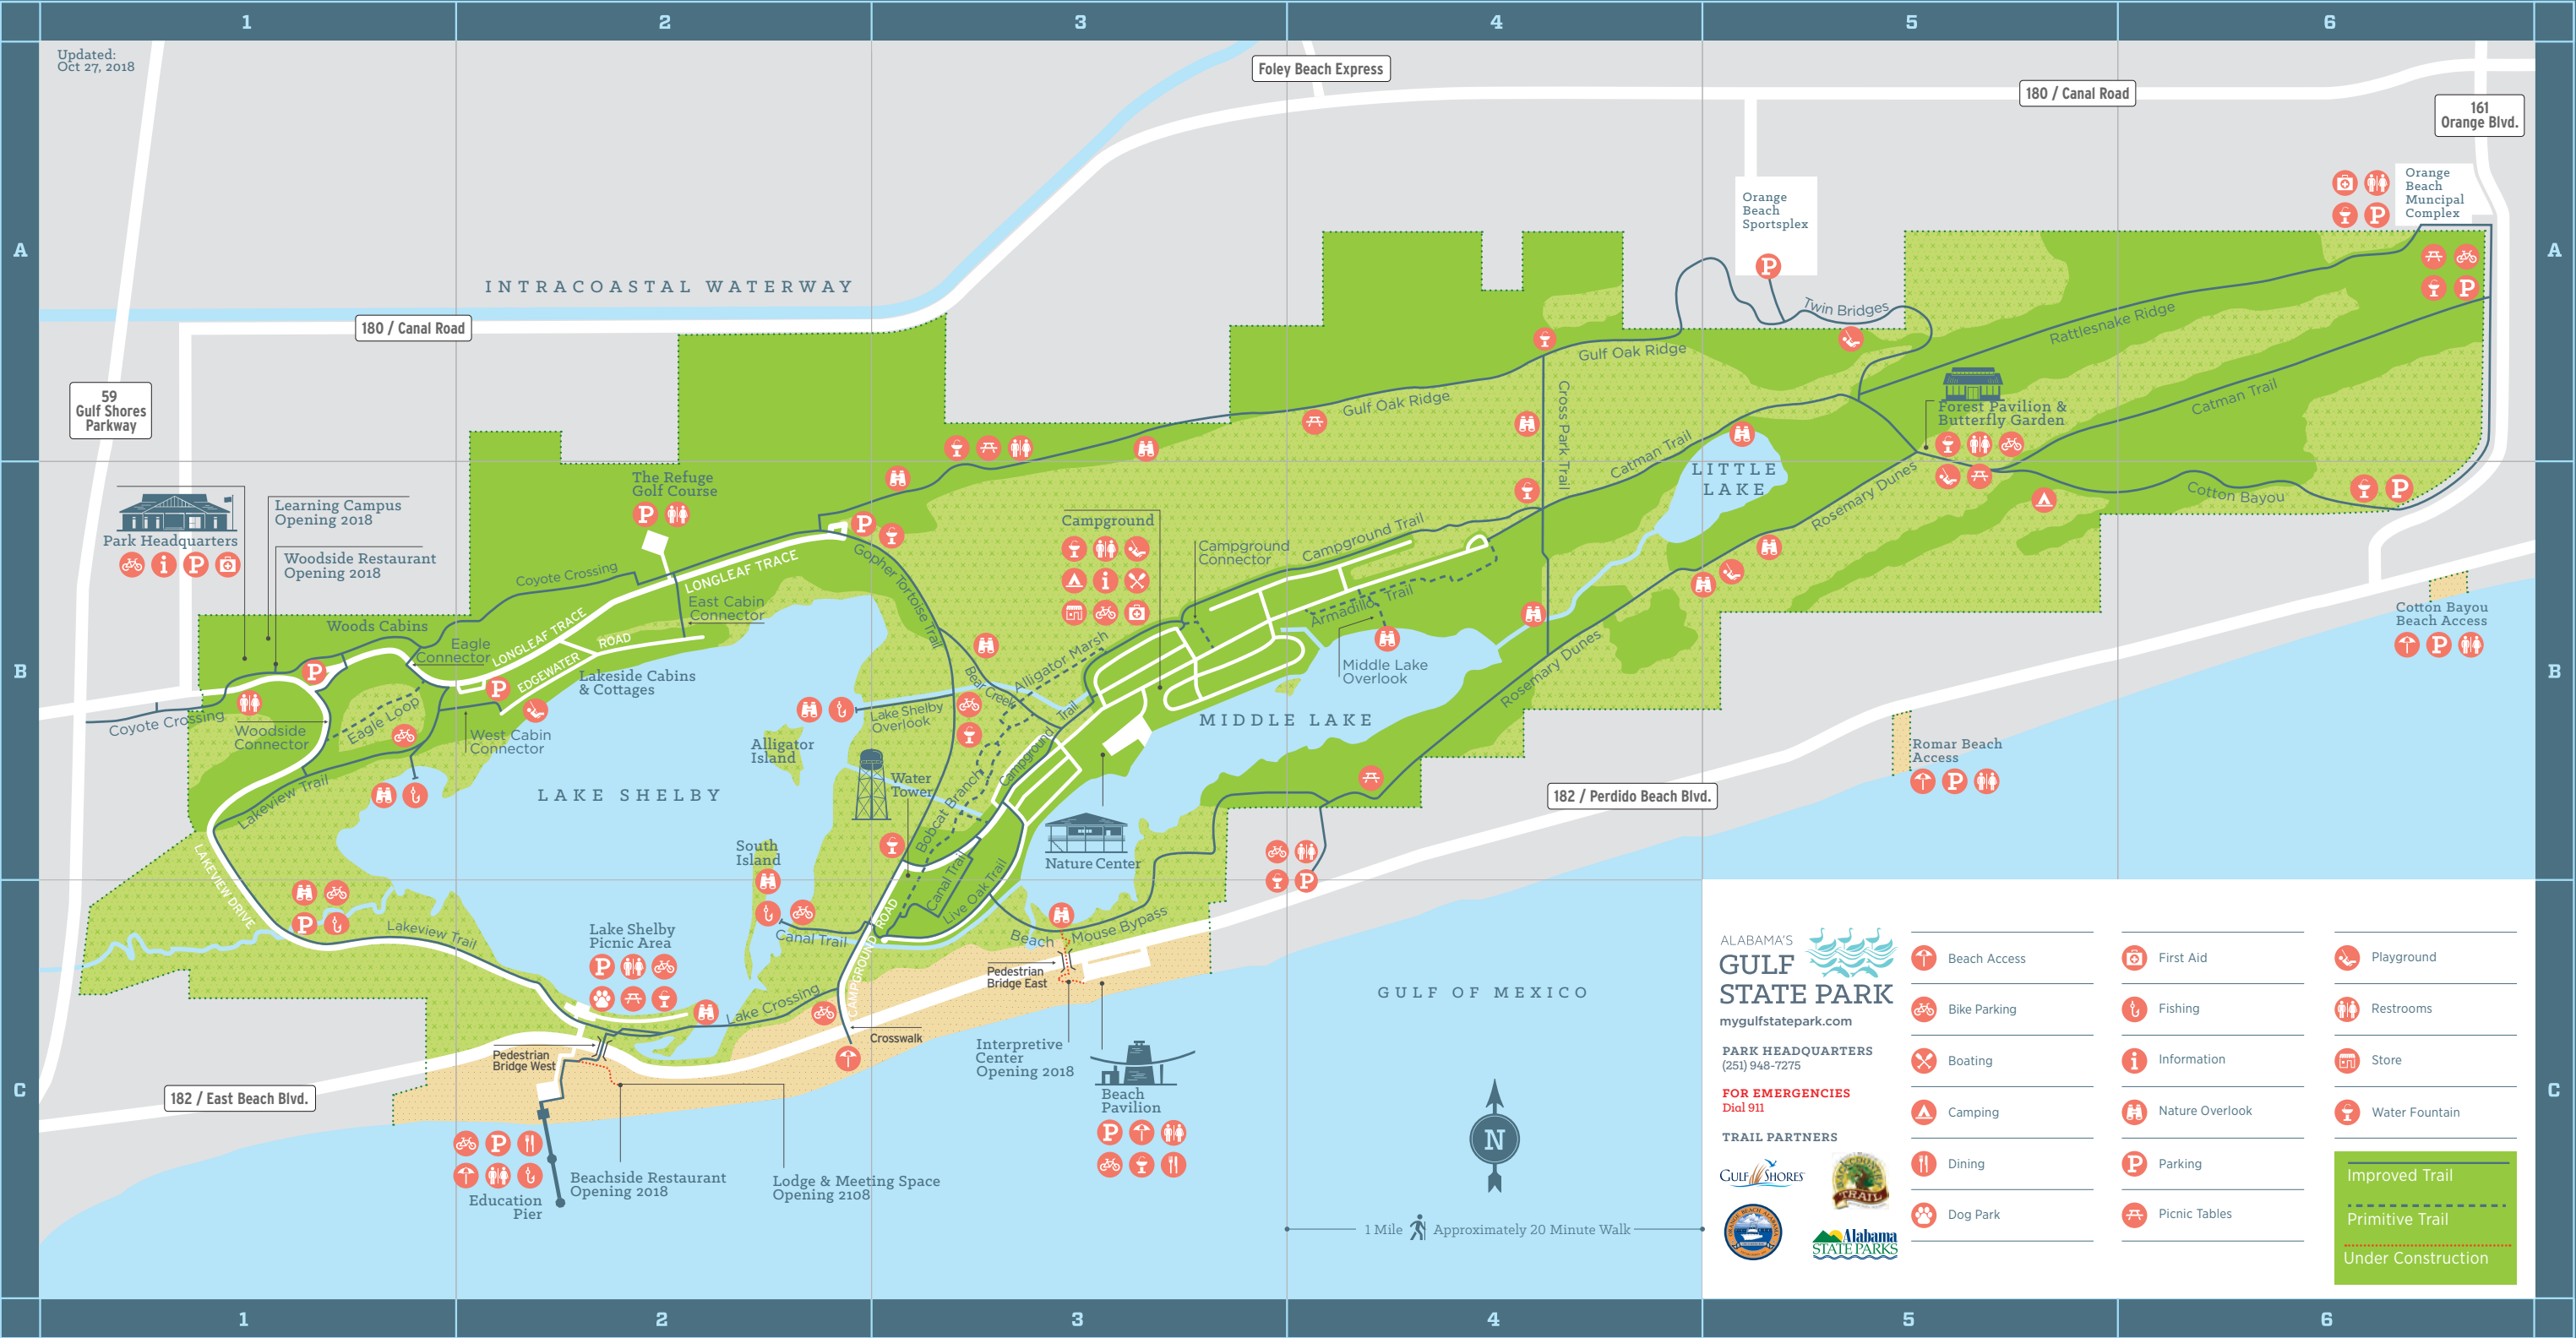 1
2
3
4
5
6
A
A
B
B
C
C
1
2
3
4
5
6
Updated:
Oct 27, 2018
Foley Beach Express
180 / Canal Road
161
Orange Blvd.
Orange
Beach
Muncipal
Complex
Orange
Beach
Sportsplex
INTRACOASTAL WATERWAY
180 / Canal Road
59
Gulf Shores
Parkway
Twin Bridges
Gulf Oak Ridge
Rattlesnake Ridge
Gulf Oak Ridge
Cross Park Trail
Catman Trail
Forest Pavilion &
Butterfly Garden
Catman Trail
LITTLE
LAKE
Rosemary Dunes
Cotton Bayou
The Refuge
Golf Course
Learning Campus
Opening 2018
Park Headquarters
Woodside Restaurant
Opening 2018
Coyote Crossing
LONGLEAF TRACE
Gopher Tortoise Trail
Campground
Campground
Connector
Campground Trail
Armadillo Trail
East Cabin
Connector
Woods Cabins
Eagle
Connector
LONGLEAF TRACE
EDGEWATER ROAD
Lakeside Cabins
& Cottages
Alligator Marsh
Bear Creek
Middle Lake
Overlook
Rosemary Dunes
Cotton Bayou
Beach Access
Coyote Crossing
Woodside
Connector
Eagle Loop
West Cabin
Connector
Lake Shelby
Overlook
Campground Trail
MIDDLE LAKE
Alligator
Island
Water
Tower
Bobcat Branch
Romar Beach
Access
LAKE SHELBY
Lakeview Trail
182 / Perdido Beach Blvd.
South
Island
Nature Center
LAKEVIEW DRIVE
Canal Trail
Live Oak Trail
Lakeview Trail
Lake Shelby
Picnic Area
Canal Trail
CAMPGROUND ROAD
Beach Mouse Bypass
Pedestrian
Bridge East
Lake Crossing
GULF OF MEXICO
Crosswalk
Pedestrian
Bridge West
Interpretive
Center
Opening 2018
182 / East Beach Blvd.
Beach
Pavilion
Beachside Restaurant
Opening 2018
Lodge & Meeting Space
Opening 2108
Education
Pier
N
1 Mile Approximately 20 Minute Walk
ALABAMA'S
GULF
STATE PARK
mygulfstatepark.com
PARK HEADQUARTERS
(251) 948-7275
FOR EMERGENCIES
Dial 911
TRAIL PARTNERS
GULF SHORES
TRAIL
Alabama
STATE PARKS
Beach Access
Bike Parking
Boating
Camping
Dining
Dog Park
First Aid
Fishing
Information
Nature Overlook
Parking
Picnic Tables
Playground
Restrooms
Store
Water Fountain
Improved Trail
Primitive Trail
Under Construction